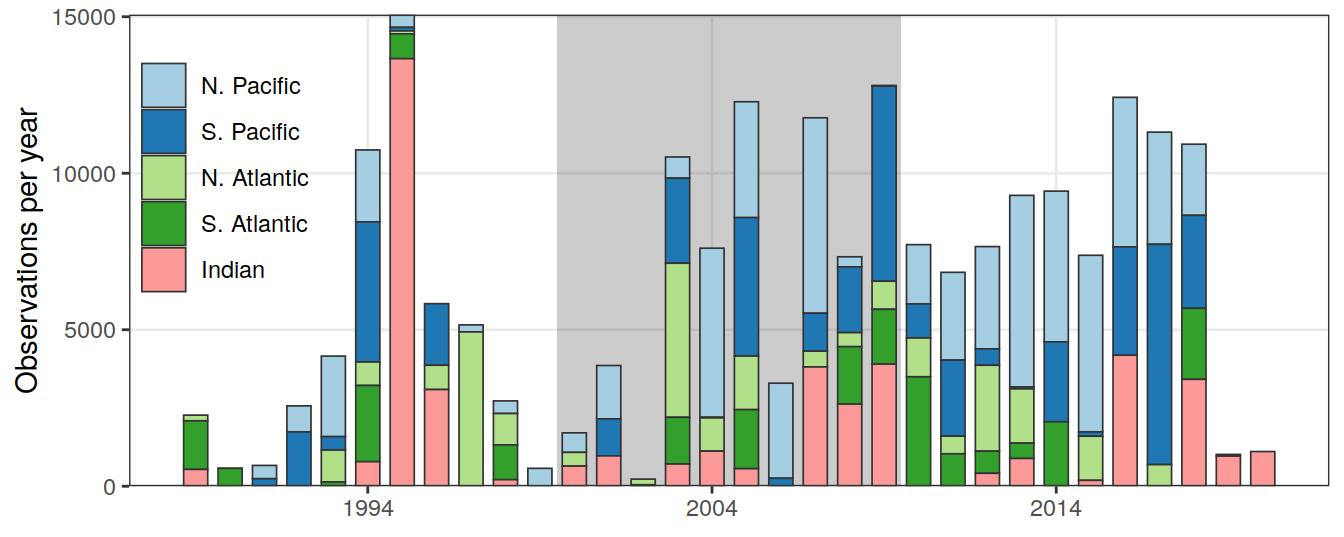 Observations per year
15000
10000
5000
0
N. Pacific
S. Pacific
N. Atlantic
S. Atlantic
Indian
1994
2004
2014